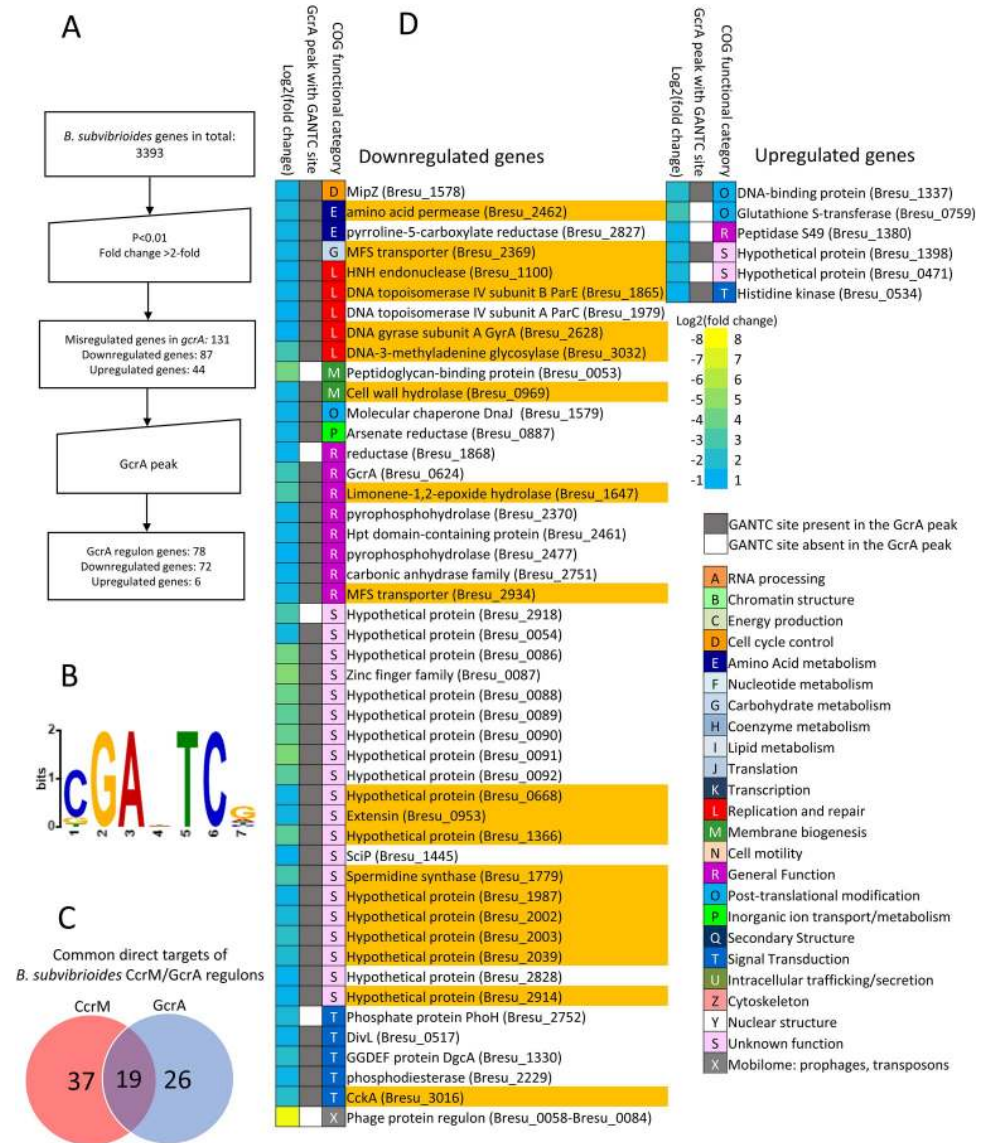 A
B. subvibrioides genes in total:
3393
P<0.01
Fold change >2-fold
Misregulated genes in gcrA: 131
Downregulated genes: 87
Upregulated genes: 44
GcrA peak
GcrA regulon genes: 78
Downregulated genes: 72
Upregulated genes: 6
B
bits
2
1
0
C G A T C G
1 2 3 4 5 6 7
C
Common direct targets of
B. subvibrioides CcrM/GcrA regulons
CcrM GcrA
37 19 26
D
Log2(fold change)
GcrA peak with GANTC site
COG functional category
Downregulated genes
D MipZ (Bresu_1578)
E amino acid permease (Bresu_2462)
E pyrroline-5-carboxylate reductase (Bresu_2827)
G MFS transporter (Bresu_2369)
L HNH endonuclease (Bresu_1100)
L DNA topoisomerase IV subunit B ParE (Bresu_1865)
L DNA topoisomerase IV subunit A ParC (Bresu_1979)
L DNA gyrase subunit A GyrA (Bresu_2628)
L DNA-3-methyladenine glycosylase (Bresu_3032)
M Peptidoglycan-binding protein (Bresu_0053)
M Cell wall hydrolase (Bresu_0969)
O Molecular chaperone DnaJ (Bresu_1579)
P Arsenate reductase (Bresu_0887)
R reductase (Bresu_1868)
R GcrA (Bresu_0624)
R Limonene-1,2-epoxide hydrolase (Bresu_1647)
R pyrophosphohydrolase (Bresu_2370)
R Hpt domain-containing protein (Bresu_2461)
R pyrophosphohydrolase (Bresu_2477)
R carbonic anhydrase family (Bresu_2751)
R MFS transporter (Bresu_2934)
S Hypothetical protein (Bresu_2918)
S Hypothetical protein (Bresu_0054)
S Hypothetical protein (Bresu_0086)
S Zinc finger family (Bresu_0087)
S Hypothetical protein (Bresu_0088)
S Hypothetical protein (Bresu_0089)
S Hypothetical protein (Bresu_0090)
S Hypothetical protein (Bresu_0091)
S Hypothetical protein (Bresu_0092)
S Hypothetical protein (Bresu_0668)
S Extensin (Bresu_0953)
S Hypothetical protein (Bresu_1366)
S SciP (Bresu_1445)
S Spermidine synthase (Bresu_1779)
S Hypothetical protein (Bresu_1987)
S Hypothetical protein (Bresu_2002)
S Hypothetical protein (Bresu_2003)
S Hypothetical protein (Bresu_2039)
S Hypothetical protein (Bresu_2828)
S Hypothetical protein (Bresu_2914)
T Phosphate protein PhoH (Bresu_2752)
T DivL (Bresu_0517)
T GGDEF protein DgcA (Bresu_1330)
T phosphodiesterase (Bresu_2229)
T CckA (Bresu_3016)
X Phage protein regulon (Bresu_0058-Bresu_0084)
Log2(fold change)
GcrA peak with GANTC site
COG functional category
Upregulated genes
O DNA-binding protein (Bresu_1337)
O Glutathione S-transferase (Bresu_0759)
R Peptidase S49 (Bresu_1380)
S Hypothetical protein (Bresu_1398)
S Hypothetical protein (Bresu_0471)
T Histidine kinase (Bresu_0534)
Log2(fold change)
-8 8
-7 7
-6 6
-5 5
-4 4
-3 3
-2 2
-1 1
GANTC site present in the GcrA peak
GANTC site absent in the GcrA peak
A RNA processing
B Chromatin structure
C Energy production
D Cell cycle control
E Amino Acid metabolism
F Nucleotide metabolism
G Carbohydrate metabolism
H Coenzyme metabolism
I Lipid metabolism
J Translation
K Transcription
L Replication and repair
M Membrane biogenesis
N Cell motility
R General Function
O Post-translational modification
P Inorganic ion transport/metabolism
Q Secondary Structure
T Signal Transduction
U Intracellular trafficking/secretion
Z Cytoskeleton
Y Nuclear structure
S Unknown function
X Mobilome: prophages, transposons